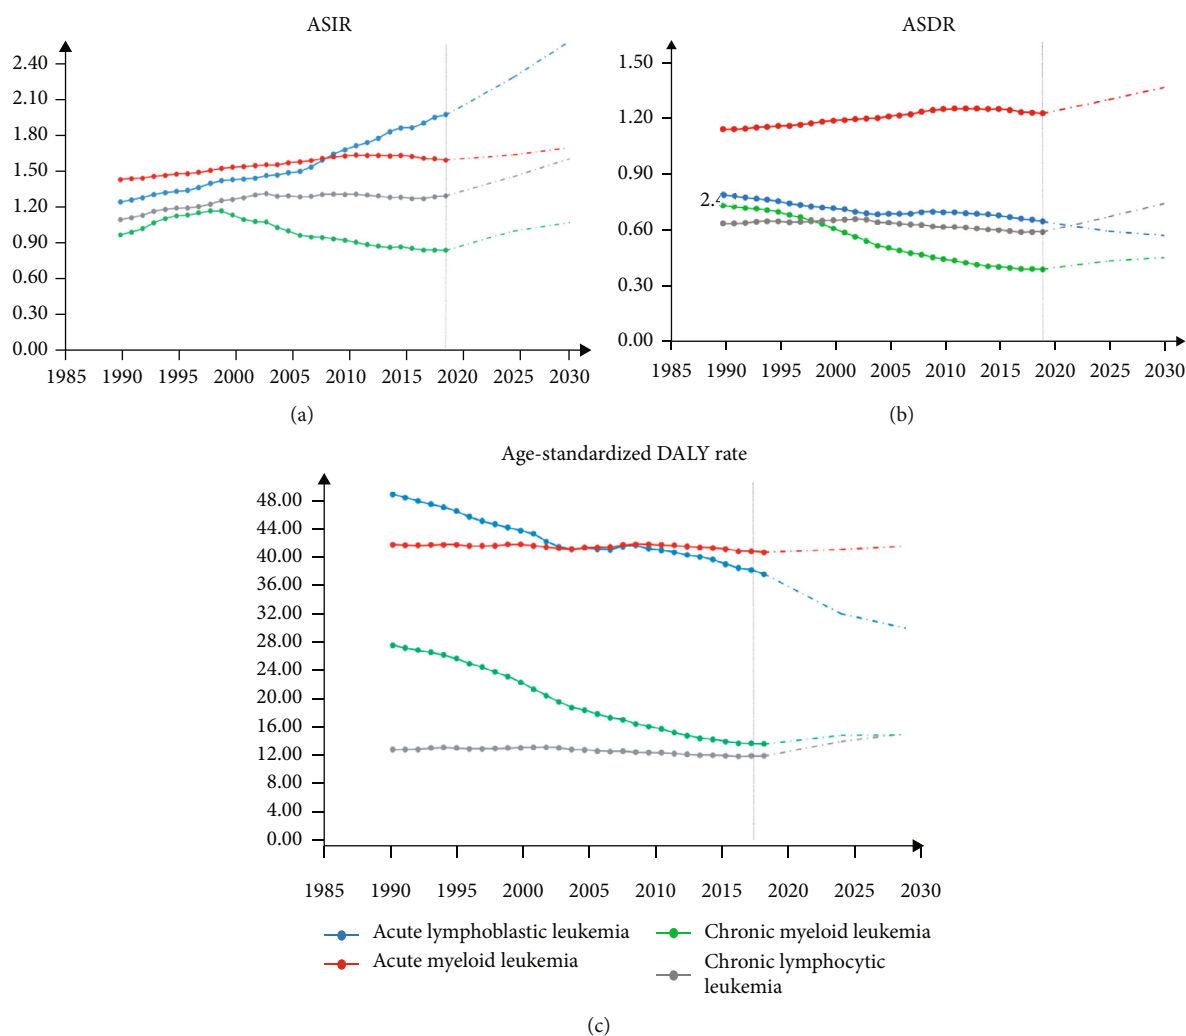 ASIR
2.40
2.10
1.80
1.50
1.20
0.90
0.60
0.30
0.00
1985 1990 1995 2000 2005 2010 2015 2020 2025 2030
(a)
ASDR
1.50
1.20
0.90
2.4
0.60
0.30
0.00
1985 1990 1995 2000 2005 2010 2015 2020 2025 2030
(b)
Age-standardized DALY rate
48.00
44.00
40.00
36.00
32.00
28.00
24.00
20.00
16.00
12.00
8.00
4.00
0.00
1985 1990 1995 2000 2005 2010 2015 2020 2025 2030
Acute lymphoblastic leukemia
Acute myeloid leukemia
Chronic myeloid leukemia
Chronic lymphocytic
leukemia
(c)